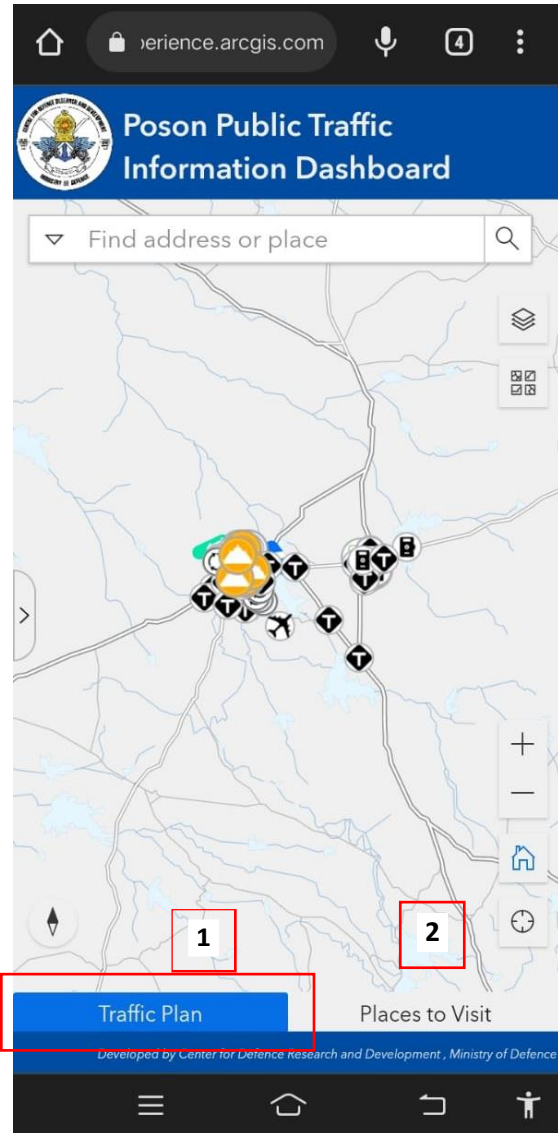 perience.arcgis.com
4
Poson Public Traffic
Information Dashboard
Find address or place
T
T
T
T
T
T
T
T
1
2
Traffic Plan
Places to Visit
Developed by Center for Defence Research and Development , Ministry of Defence